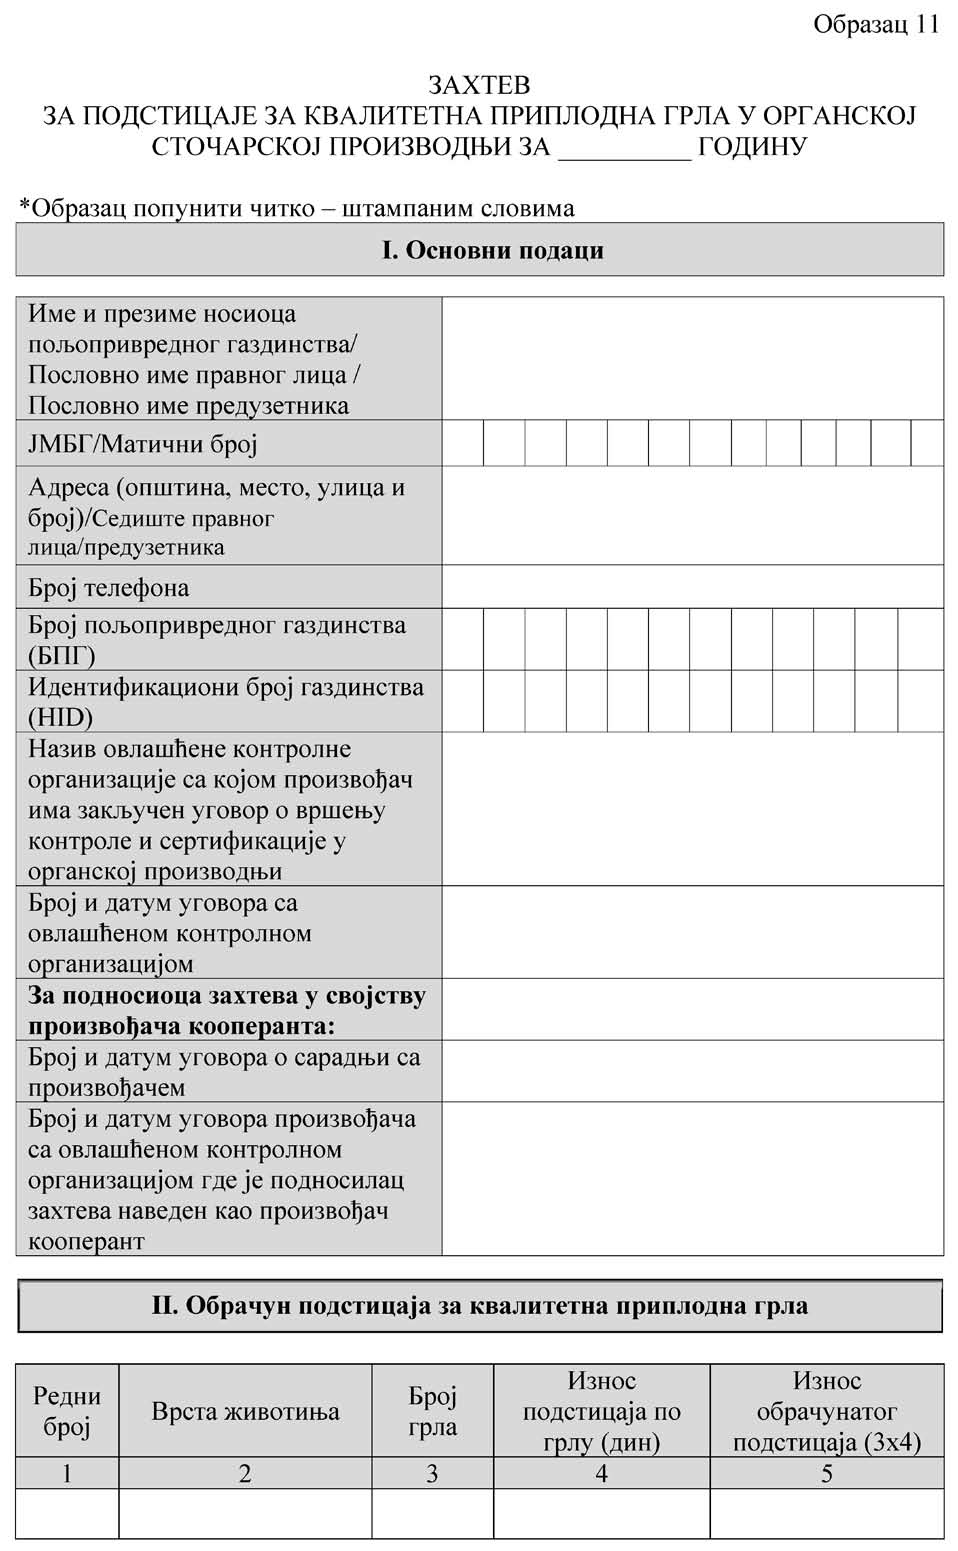 Образац 11
ЗАХТЕВ
ЗА ПОДСТИЦАЈЕ ЗА КВАЛИТЕТНА ПРИПЛОДНА ГРЛА У ОРГАНСКОЈ
СТОЧАРСКОЈ ПРОИЗВОДЊИ ЗА __________ ГОДИНУ
*Образац попунити читко – штампаним словима
I. Основни подаци
Име и презиме носиоца
пољопривредног газдинства/
Пословно име правног лица /
Пословно име предузетника
ЈМБГ/Матични број
Адреса (општина, место, улица и
број)/Седиште правног
лица/предузетника
Број телефона
Број пољопривредног газдинства
(БПГ)
Идентификациони број газдинства
(HID)
Назив овлашћене контролне
организације са којом произвођач
има закључен уговор о вршењу
контроле и сертификације у
органској производњи
Број и датум уговора са
овлашћеном контролном
организацијом
За подносиоца захтева у својству
произвођача кооперанта:
Број и датум уговора о сарадњи са
произвођачем
Број и датум уговора произвођача
са овлашћеном контролном
организацијом где је подносилац
захтева наведен као произвођач
кооперант
II. Обрачун подстицаја за квалитетна приплодна грла
Редни
број
Врста животиња
Број
грла
Износ
подстицаја по
грлу (дин)
Износ
обрачунатог
подстицаја (3х4)
1 2 3 4 5